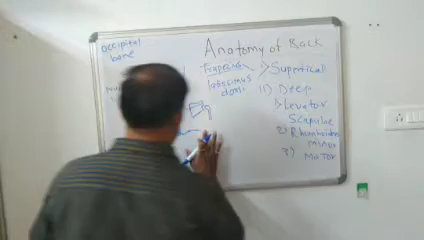 Occipital
bone
Anatomy of Back
Trapezius
Latissimus
dorsi
1) Superficial
11) Deep
1) Levator
Scapulae
2) Rhomboideus
Minor
3) Major